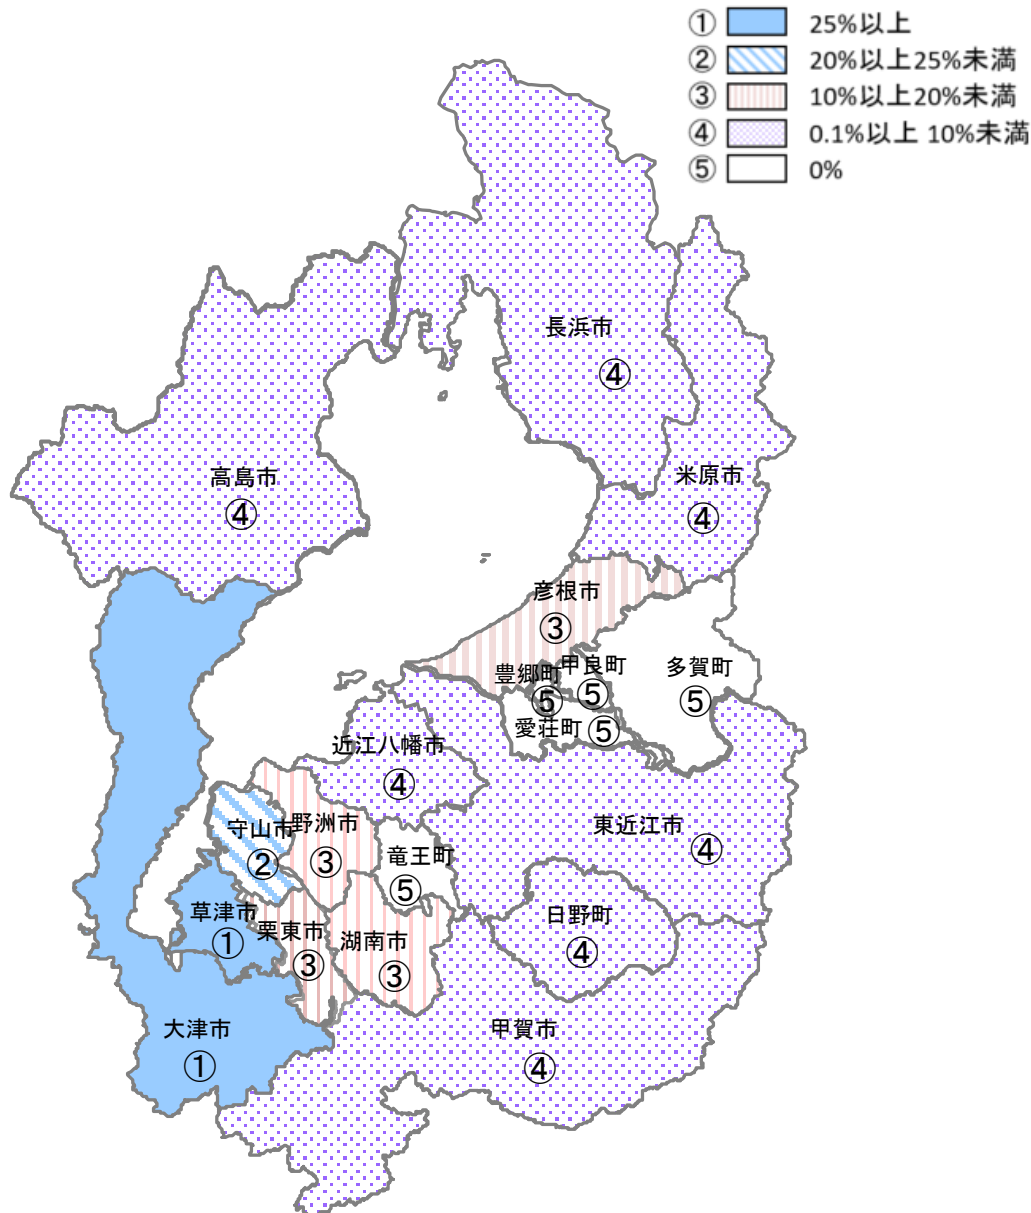 ① 25%以上
② 20%以上25%未満
③ 10%以上20%未満
④ 0.1%以上 10%未満
⑤ 0%
長浜市
④
高島市
④
米原市
④
彦根市
③
豊郷町
⑤
甲良町
⑤
多賀町
⑤
愛荘町 ⑤
近江八幡市
④
守山市
②
野洲市
③
竜王町
⑤
東近江市
④
草津市
①
栗東市
③
湖南市
③
日野町
④
大津市
①
甲賀市
④